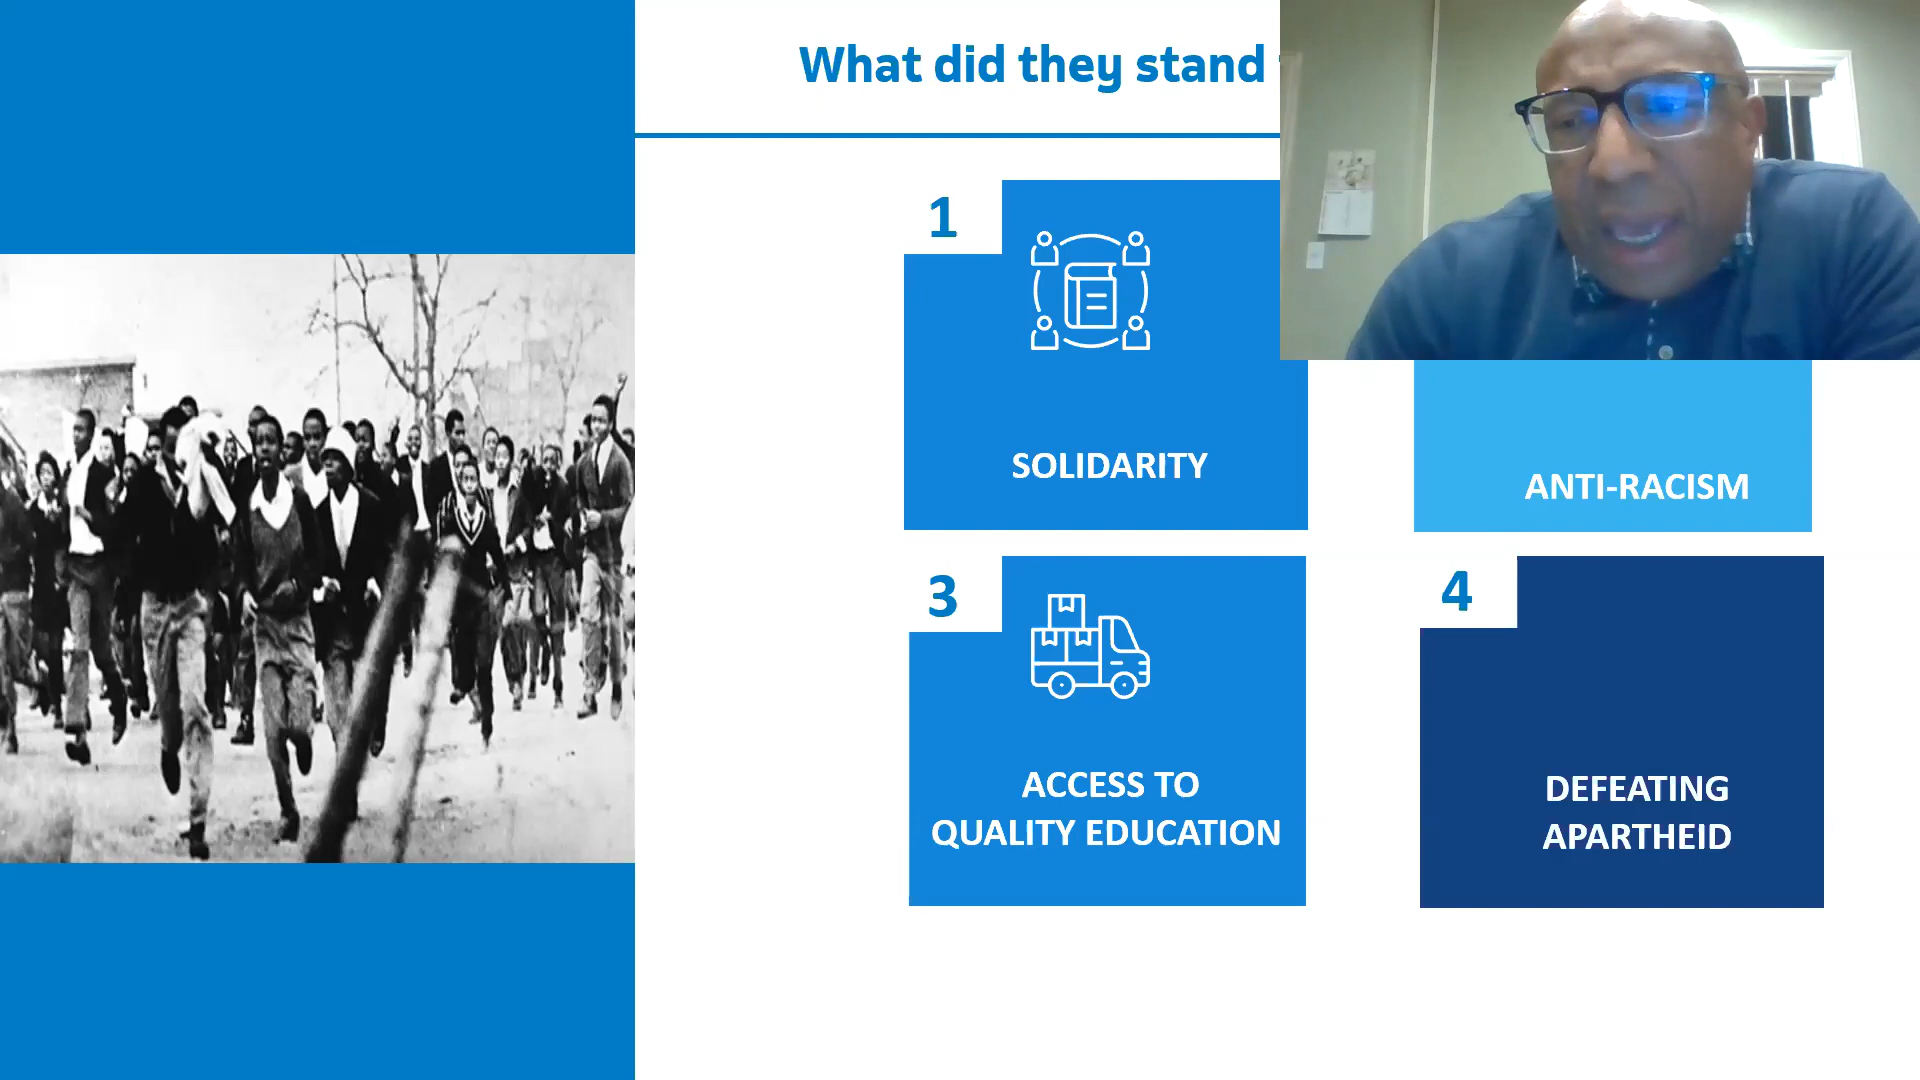 What did they stand
1
SOLIDARITY
ANTI-RACISM
3
ACCESS TO
QUALITY EDUCATION
4
DEFEATING
APARTHEID